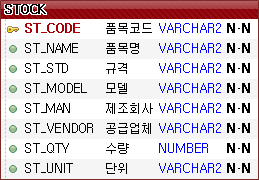 STOCK
ST_CODE 품목코드 VARCHAR2 N·N
ST_NAME 품목명 VARCHAR2 N·N
ST_STD 규격 VARCHAR2 N·N
ST_MODEL 모델 VARCHAR2 N·N
ST_MAN 제조회사 VARCHAR2 N·N
ST_VENDOR 공급업체 VARCHAR2 N·N
ST_QTY 수량 NUMBER N·N
ST_UNIT 단위 VARCHAR2 N·N